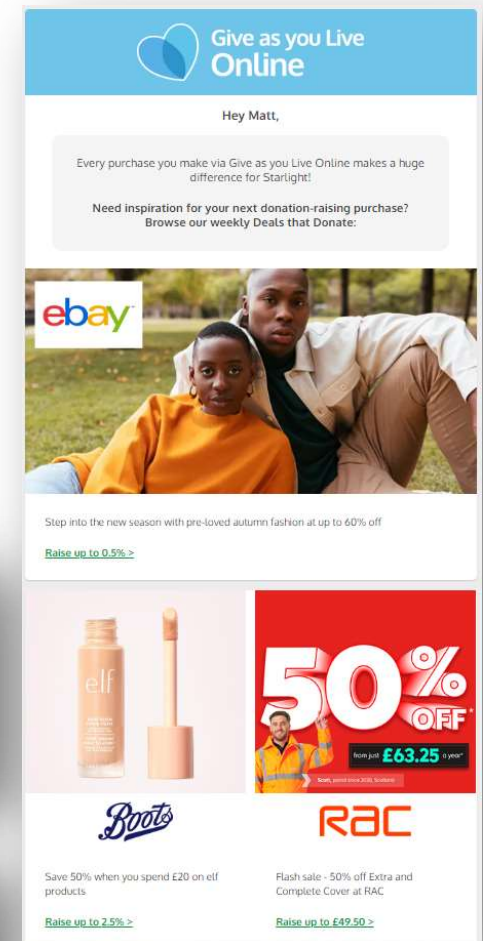 Give as you Live
Online
Hey Matt,
Every purchase you make via Give as you Live Online makes a huge
difference for Starlight!
Need inspiration for your next donation-raising purchase?
Browse our weekly Deals that Donate:
ebay
Step into the new season with pre-loved autumn fashion at up to 60% off
Raise up to 0.5% >
elf
50%
OFF*
from just £63.25 a year*
Boots
RAC
Save 50% when you spend £20 on elf
products
Raise up to 2.5% >
Flash sale - 50% off Extra and
Complete Cover at RAC
Raise up to £49.50 >